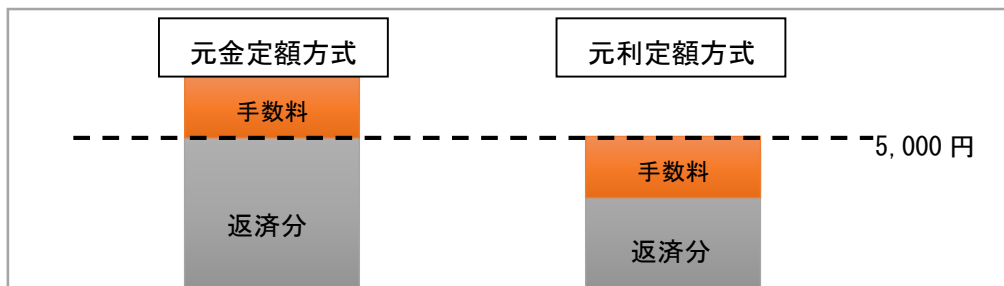 元金定額方式
元利定額方式
手数料
5,000 円
手数料
返済分
返済分